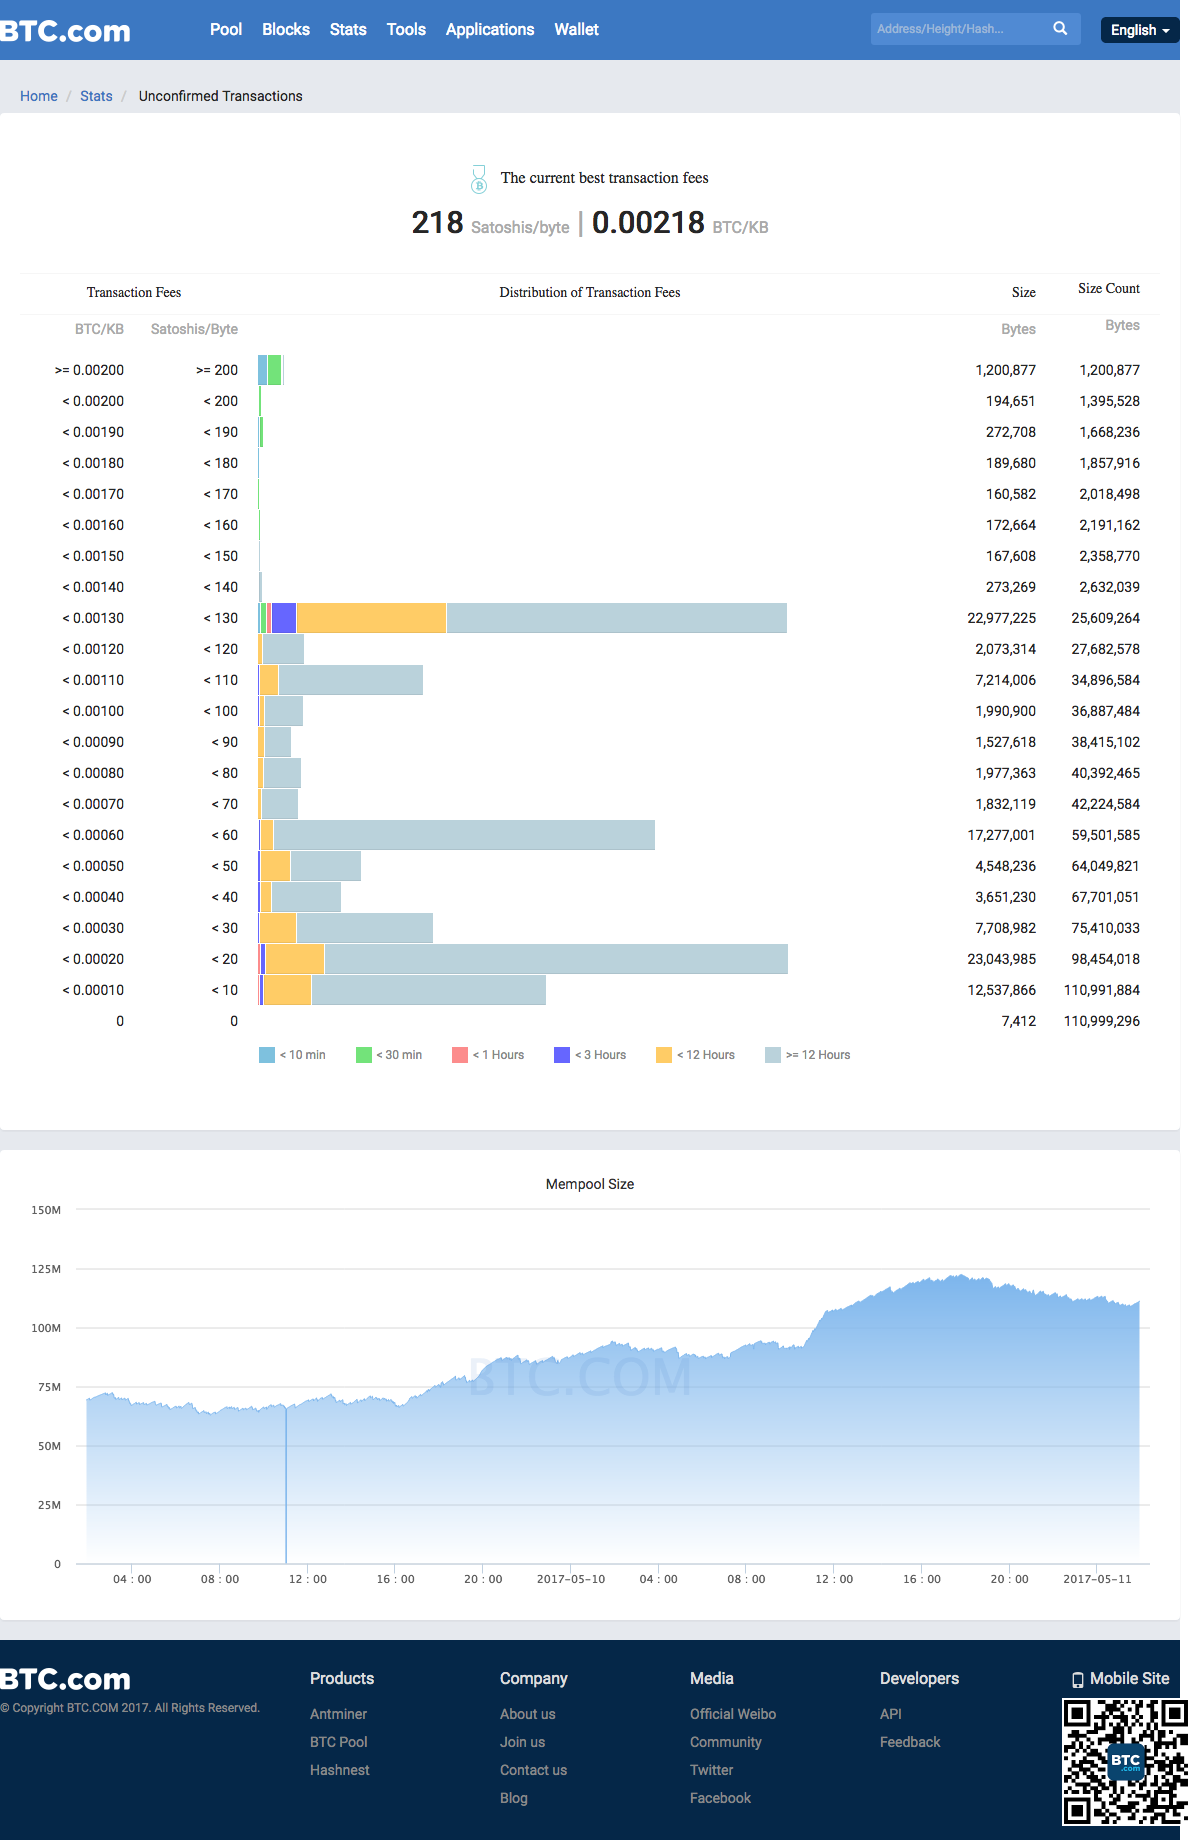 BTC.com
Pool Blocks Stats Tools Applications Wallet
Address/Height/Hash...
English
Home / Stats / Unconfirmed Transactions
The current best transaction fees
218 Satoshis/byte | 0.00218 BTC/KB
Transaction Fees Distribution of Transaction Fees Size Size Count
BTC/KB Satoshis/Byte Bytes Bytes
>= 0.00200 >= 200 1,200,877 1,200,877
< 0.00200 < 200 194,651 1,395,528
< 0.00190 < 190 272,708 1,668,236
< 0.00180 < 180 189,680 1,857,916
< 0.00170 < 170 160,582 2,018,498
< 0.00160 < 160 172,664 2,191,162
< 0.00150 < 150 167,608 2,358,770
< 0.00140 < 140 273,269 2,632,039
< 0.00130 < 130 22,977,225 25,609,264
< 0.00120 < 120 2,073,314 27,682,578
< 0.00110 < 110 7,214,006 34,896,584
< 0.00100 < 100 1,990,900 36,887,484
< 0.00090 < 90 1,527,618 38,415,102
< 0.00080 < 80 1,977,363 40,392,465
< 0.00070 < 70 1,832,119 42,224,584
< 0.00060 < 60 17,277,001 59,501,585
< 0.00050 < 50 4,548,236 64,049,821
< 0.00040 < 40 3,651,230 67,701,051
< 0.00030 < 30 7,708,982 75,410,033
< 0.00020 < 20 23,043,985 98,454,018
< 0.00010 < 10 12,537,866 110,991,884
0 0 7,412 110,999,296
< 10 min < 30 min < 1 Hours < 3 Hours < 12 Hours >= 12 Hours
Mempool Size
150M
125M
100M
75M
50M
25M
0
BTC.COM
04 : 00 08 : 00 12 : 00 16 : 00 20 : 00 2017-05-10 04 : 00 08 : 00 12 : 00 16 : 00 20 : 00 2017-05-11
BTC.com
© Copyright BTC.COM 2017. All Rights Reserved.
Products
Antminer
BTC Pool
Hashnest
Company
About us
Join us
Contact us
Blog
Media
Official Weibo
Community
Twitter
Facebook
Developers
API
Feedback
Mobile Site
BTC
.com